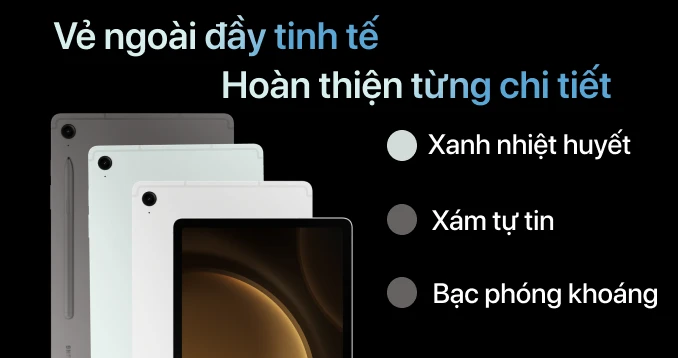 Vẻ ngoài đầy tinh tế
Hoàn thiện từng chi tiết
Xanh nhiệt huyết
Xám tự tin
Bạc phóng khoáng